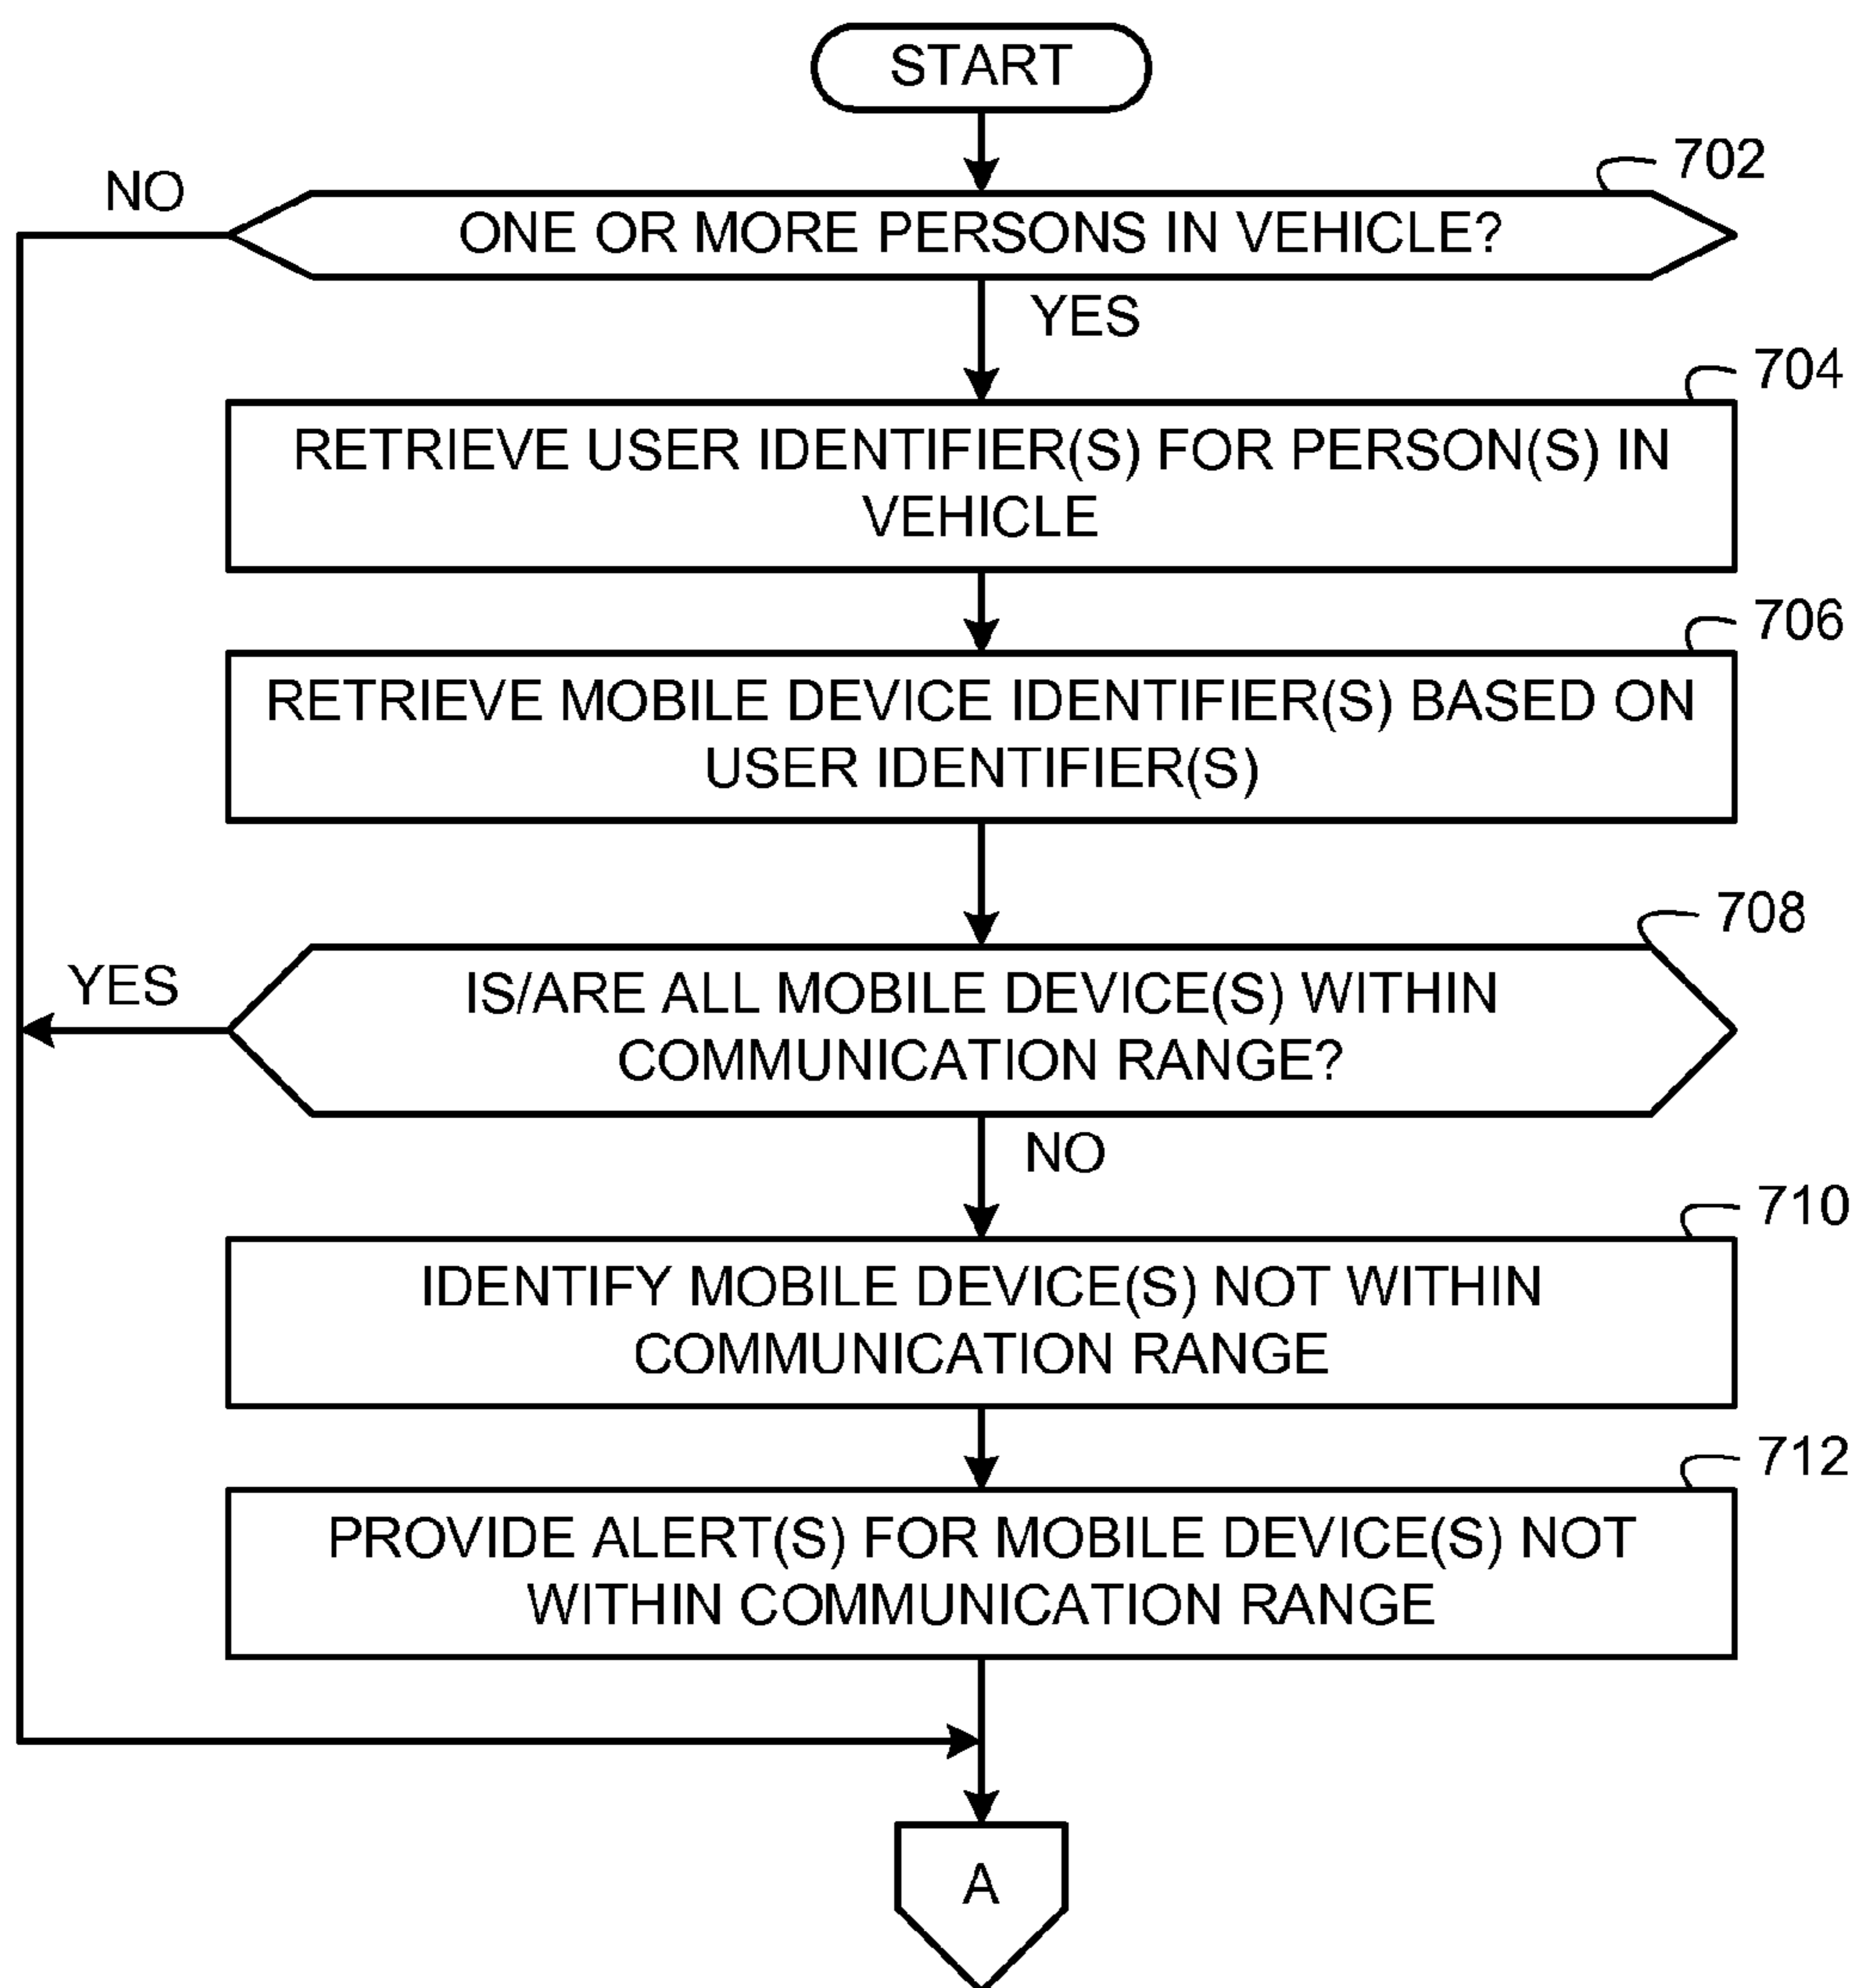 START
702
NO
ONE OR MORE PERSONS IN VEHICLE?
YES
704
RETRIEVE USER IDENTIFIER(S) FOR PERSON(S) IN
VEHICLE
706
RETRIEVE MOBILE DEVICE IDENTIFIER(S) BASED ON
USER IDENTIFIER(S)
708
YES
IS/ARE ALL MOBILE DEVICE(S) WITHIN
COMMUNICATION RANGE?
NO
710
IDENTIFY MOBILE DEVICE(S) NOT WITHIN
COMMUNICATION RANGE
712
PROVIDE ALERT(S) FOR MOBILE DEVICE(S) NOT
WITHIN COMMUNICATION RANGE
A